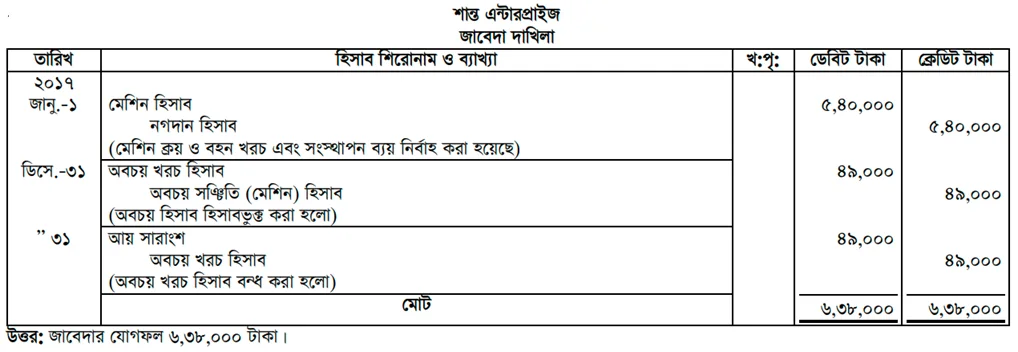 শান্ত এন্টারপ্রাইজ
জাবেদা দাখিলা
তারিখ হিসাব শিরোনাম ও ব্যাখ্যা খ:পৃ: ডেবিট টাকা ক্রেডিট টাকা
২০১৭
জানু.-১ মেশিন হিসাব ৫,৪০,০০০
নগদান হিসাব ৫,৪০,০০০
(মেশিন ক্রয় ও বহন খরচ এবং সংস্থাপন ব্যয় নির্বাহ করা হয়েছে)
ডিসে.-৩১ অবচয় খরচ হিসাব ৪৯,০০০
অবচয় সঞ্চিতি (মেশিন) হিসাব ৪৯,০০০
(অবচয় হিসাব হিসাবভুক্ত করা হলো)
” ৩১ আয় সারাংশ ৪৯,০০০
অবচয় খরচ হিসাব ৪৯,০০০
(অবচয় খরচ হিসাব বন্ধ করা হলো)
মোট ৬,৩৮,০০০ ৬,৩৮,০০০
উত্তর: জাবেদার যোগফল ৬,৩৮,০০০ টাকা।